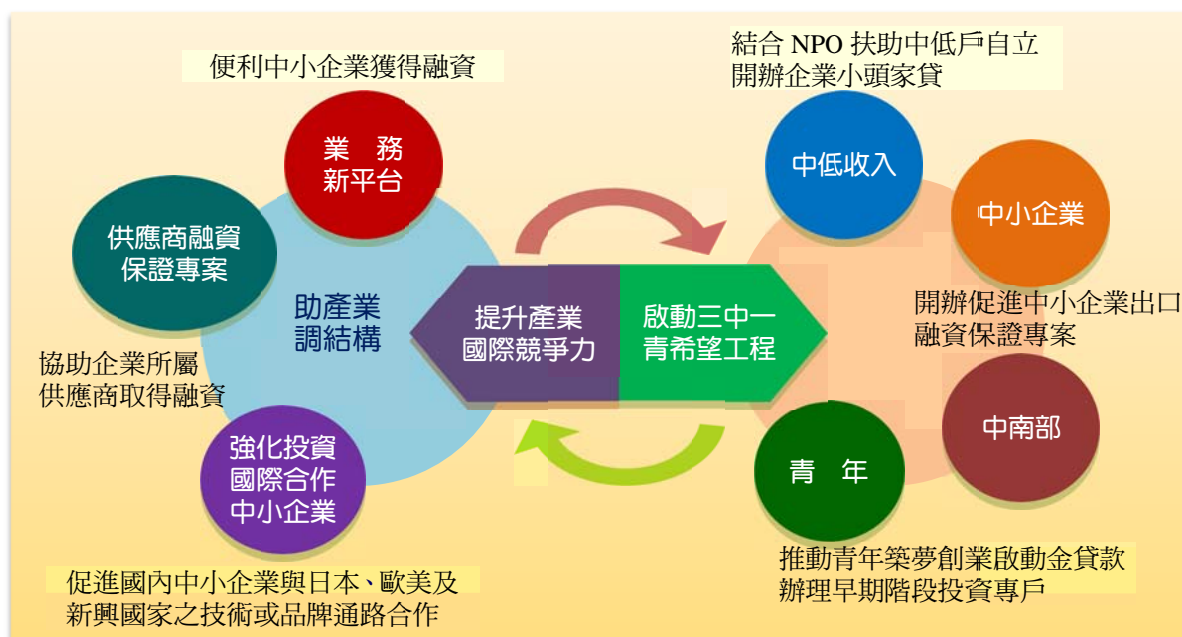 便利中小企業獲得融資
業　務
新平台
供應商融資
保證專案
協助企業所屬
供應商取得融資
助產業
調結構
強化投資
國際合作
中小企業
促進國內中小企業與日本、歐美及
新興國家之技術或品牌通路合作
提升產業
國際競爭力
啟動三中一
青希望工程
結合 NPO 扶助中低戶自立
開辦企業小頭家貸
中低收入
中小企業
開辦促進中小企業出口
融資保證專案
中南部
青　年
推動青年築夢創業啟動金貸款
辦理早期階段投資專戶